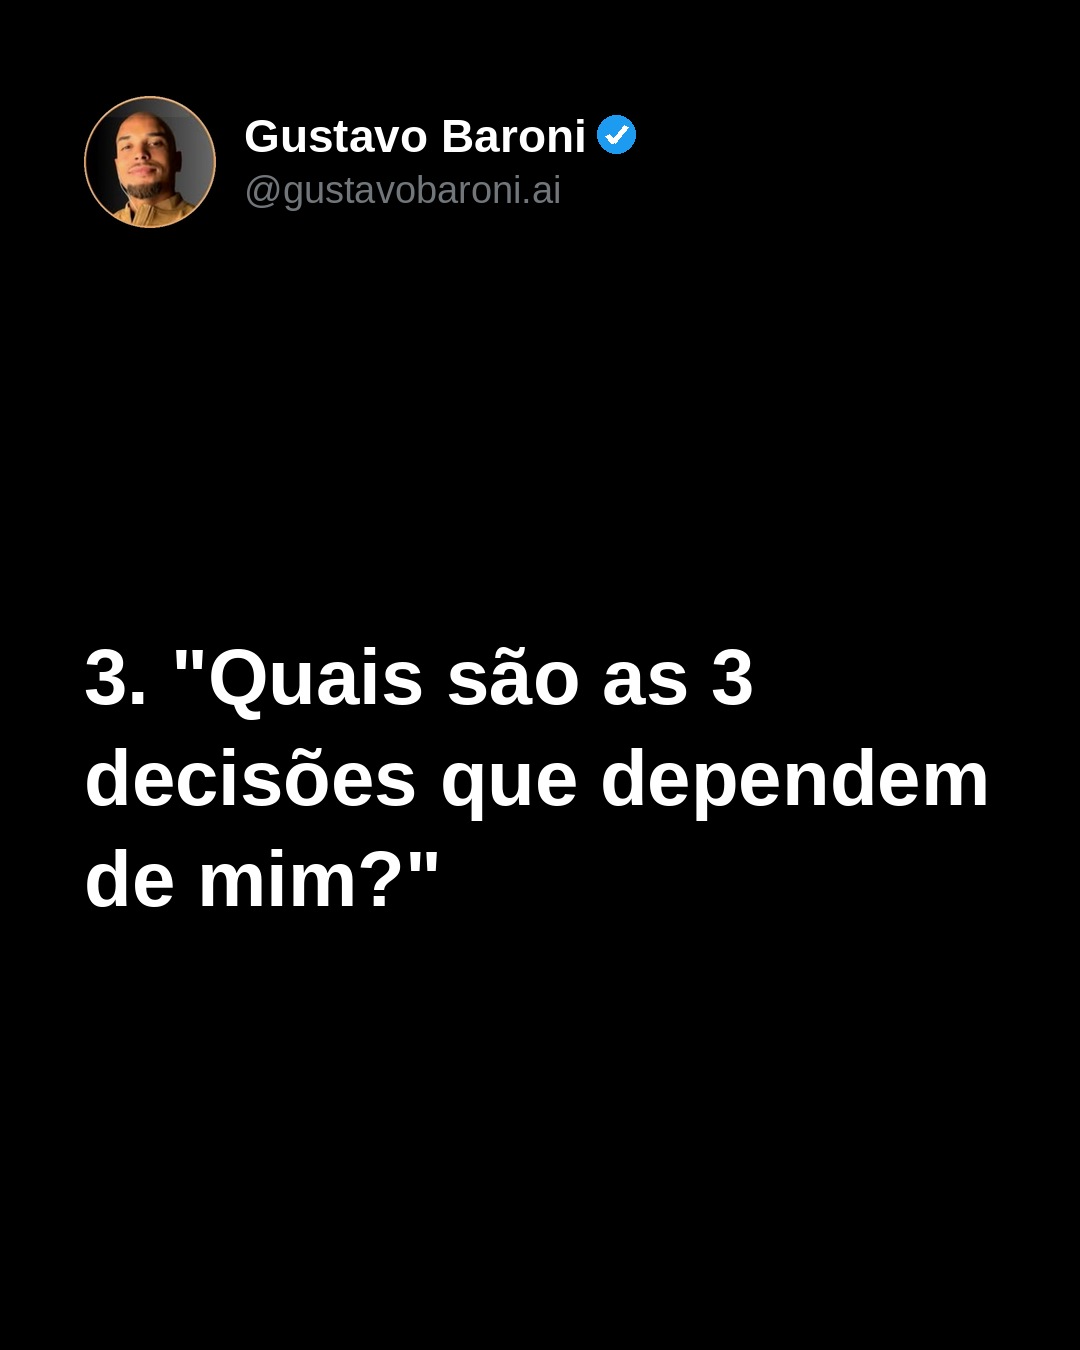 Gustavo Baroni
@gustavobaroni.ai
3. "Quais são as 3
decisões que dependem
de mim?"